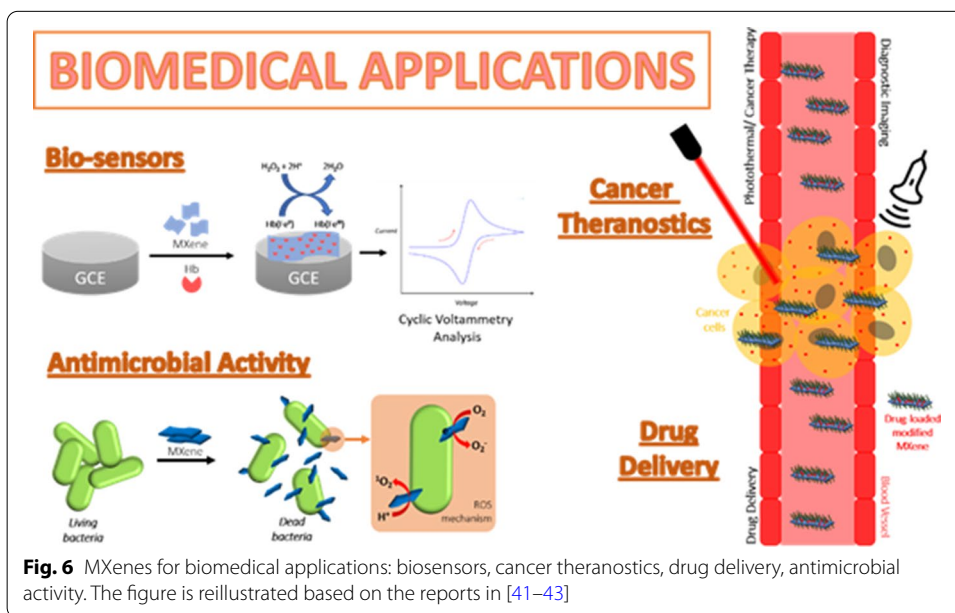 BIOMEDICAL APPLICATIONS
Bio-sensors
H₂O₂ + 2H⁺
2H₂O
MXene
Hb
GCE
GCE
Current
Voltage
Cyclic Voltammetry
Analysis
Antimicrobial Activity
MXene
Living
bacteria
Dead
bacteria
O₂
O₂⁻
¹O₂
H⁺
ROS
mechanism
Cancer
Theranostics
Photothermal/ Cancer Therapy
Diagnostic Imaging
Cancer
cells
Drug
Delivery
Drug Delivery
Drug loaded
modified
MXene
Blood Vessel
Fig. 6 MXenes for biomedical applications: biosensors, cancer theranostics, drug delivery, antimicrobial
activity. The figure is reillustrated based on the reports in [41–43]